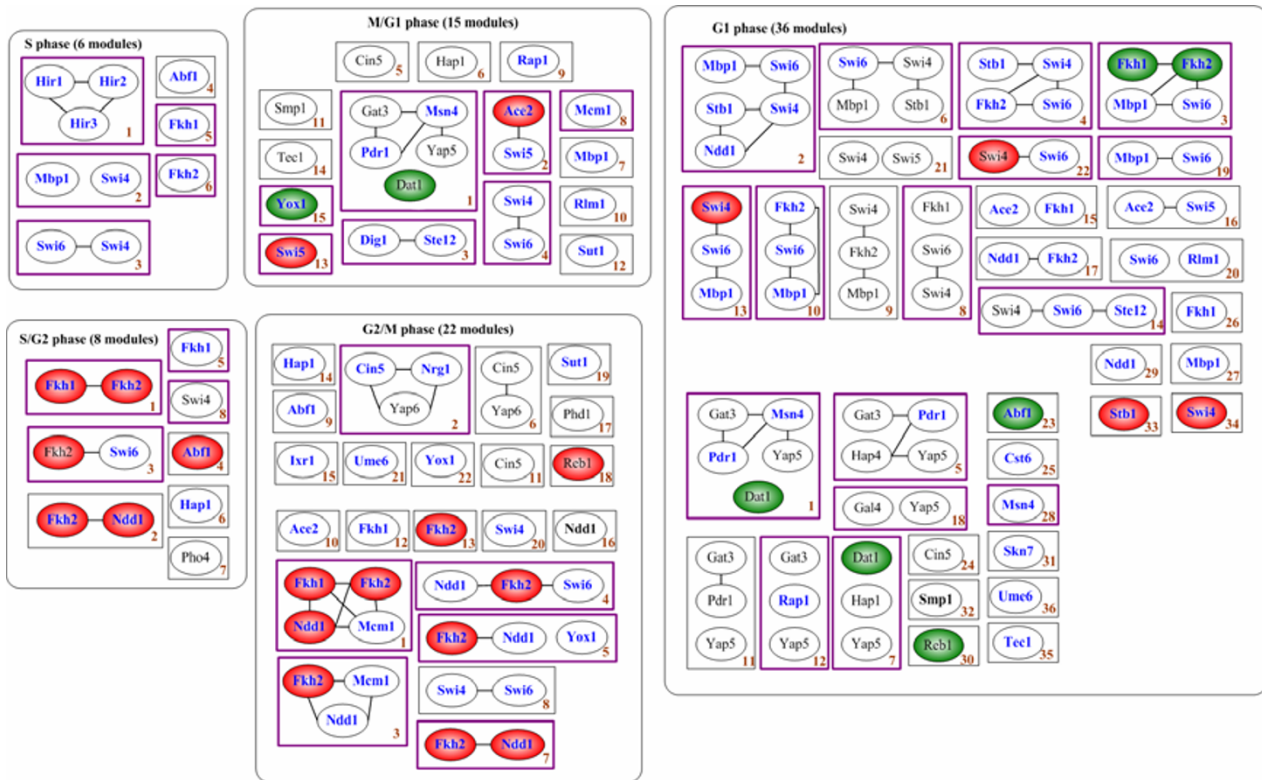 S phase (6 modules)
Hir1 Hir2
Hir3 1
Abf1 4
Fkh1 5
Mbp1 Swi4 2
Fkh2 6
Swi6 Swi4 3
M/G1 phase (15 modules)
Cin5 5
Hap1 6
Rap1 9
Smp1 11
Gat3 Msn4
Pdr1 Yap5
Dat1 1
Ace2
Swi5 2
Mcm1 8
Tec1 14
Mbp1 7
Yox1 15
Swi4
Swi6 4
Rlm1 10
Swi5 13
Dig1 Ste12 3
Sut1 12
G1 phase (36 modules)
Mbp1 Swi6
Stb1 Swi4
Ndd1 2
Swi6 Swi4
Mbp1 Stb1 6
Stb1 Swi4
Fkh2 Swi6 4
Fkh1 Fkh2
Mbp1 Swi6 3
Swi4 Swi5 21
Swi4 Swi6 22
Mbp1 Swi6 19
Swi4
Swi6
Mbp1 13
Fkh2
Swi6
Mbp1 10
Swi4
Fkh2
Mbp1 9
Fkh1
Swi6
Swi4 8
Ace2 Fkh1 15
Ace2 Swi5 16
Ndd1 Fkh2 17
Swi6 Rlm1 20
Swi4 Swi6 Ste12 14
Fkh1 26
Ndd1 29
Mbp1 27
Stb1 33
Swi4 34
Gat3 Msn4
Pdr1 Yap5
Dat1 1
Gat3 Pdr1
Hap4 Yap5 5
Abf1 23
Cst6 25
Gal4 Yap5 18
Msn4 28
Gat3
Pdr1
Yap5 11
Gat3
Rap1
Yap5 12
Dat1
Hap1
Yap5 7
Cin5 24
Smp1 32
Reb1 30
Skn7 31
Ume6 36
Tec1 35
S/G2 phase (8 modules)
Fkh1 5
Fkh1 Fkh2 1
Swi4 8
Fkh2 Swi6 3
Abf1 4
Fkh2 Ndd1 2
Hap1 6
Pho4 7
G2/M phase (22 modules)
Hap1 14
Cin5 Nrg1
Yap6 2
Cin5
Yap6 6
Sut1 19
Abf1 9
Phd1 17
Ixr1 15
Ume6 21
Yox1 22
Cin5 11
Reb1 18
Ace2 10
Fkh1 12
Fkh2 13
Swi4 20
Ndd1 16
Fkh1 Fkh2
Ndd1 Mcm1 1
Ndd1 Fkh2 Swi6 4
Fkh2 Ndd1 Yox1 5
Fkh2 Mcm1
Ndd1 3
Swi4 Swi6 8
Fkh2 Ndd1 7